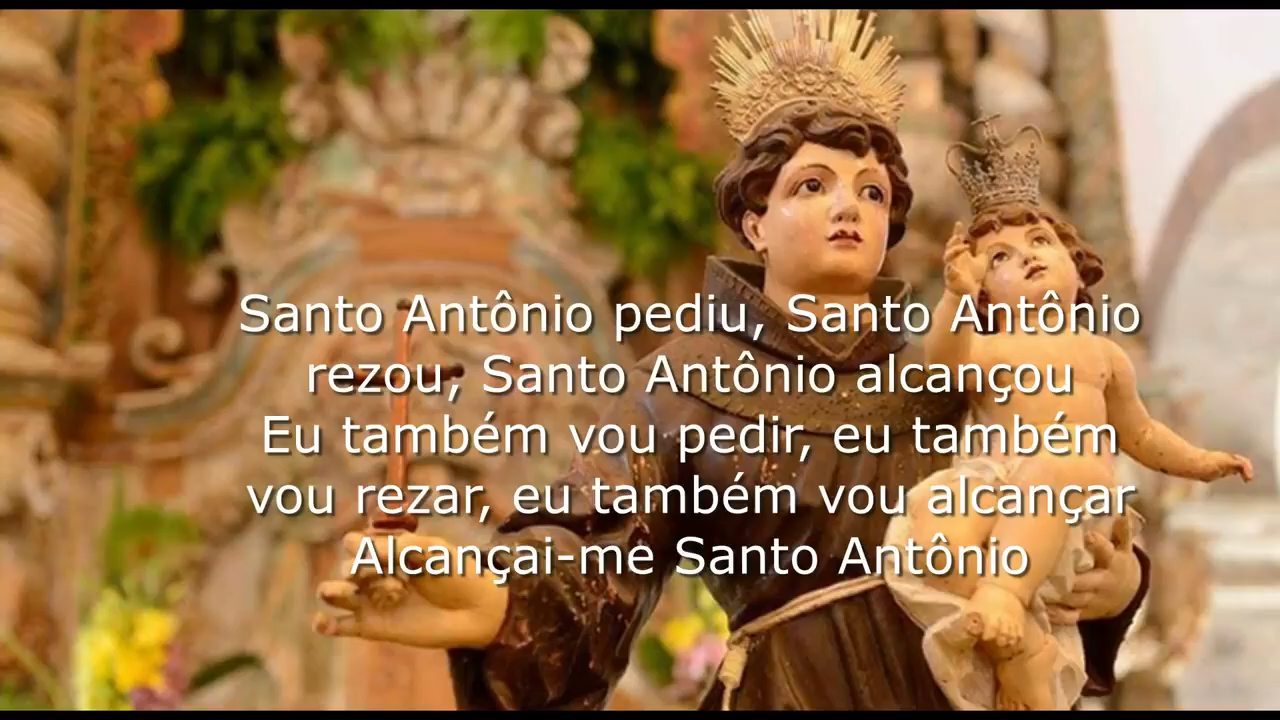 Santo Antônio pediu, Santo Antônio
rezou, Santo Antônio alcançou
Eu também vou pedir, eu também
vou rezar, eu também vou alcançar
Alcançai-me Santo Antônio